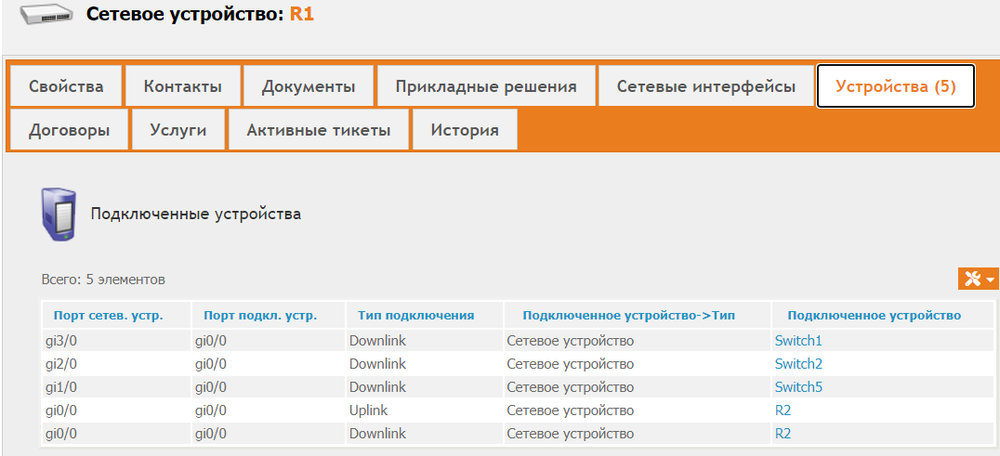 Сетевое устройство: R1
Свойства Контакты Документы Прикладные решения Сетевые интерфейсы Устройства (5)
Договоры Услуги Активные тикеты История
Подключенные устройства
Всего: 5 элементов
Порт сетев. устр. Порт подкл. устр. Тип подключения Подключенное устройство->Тип Подключенное устройство
gi3/0 gi0/0 Downlink Сетевое устройство Switch1
gi2/0 gi0/0 Downlink Сетевое устройство Switch2
gi1/0 gi0/0 Downlink Сетевое устройство Switch5
gi0/0 gi0/0 Uplink Сетевое устройство R2
gi0/0 gi0/0 Downlink Сетевое устройство R2